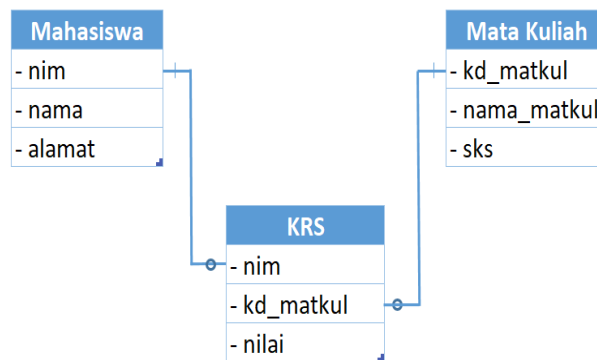 Mahasiswa
- nim
- nama
- alamat
Mata Kuliah
- kd_matkul
- nama_matkul
- sks
KRS
- nim
- kd_matkul
- nilai